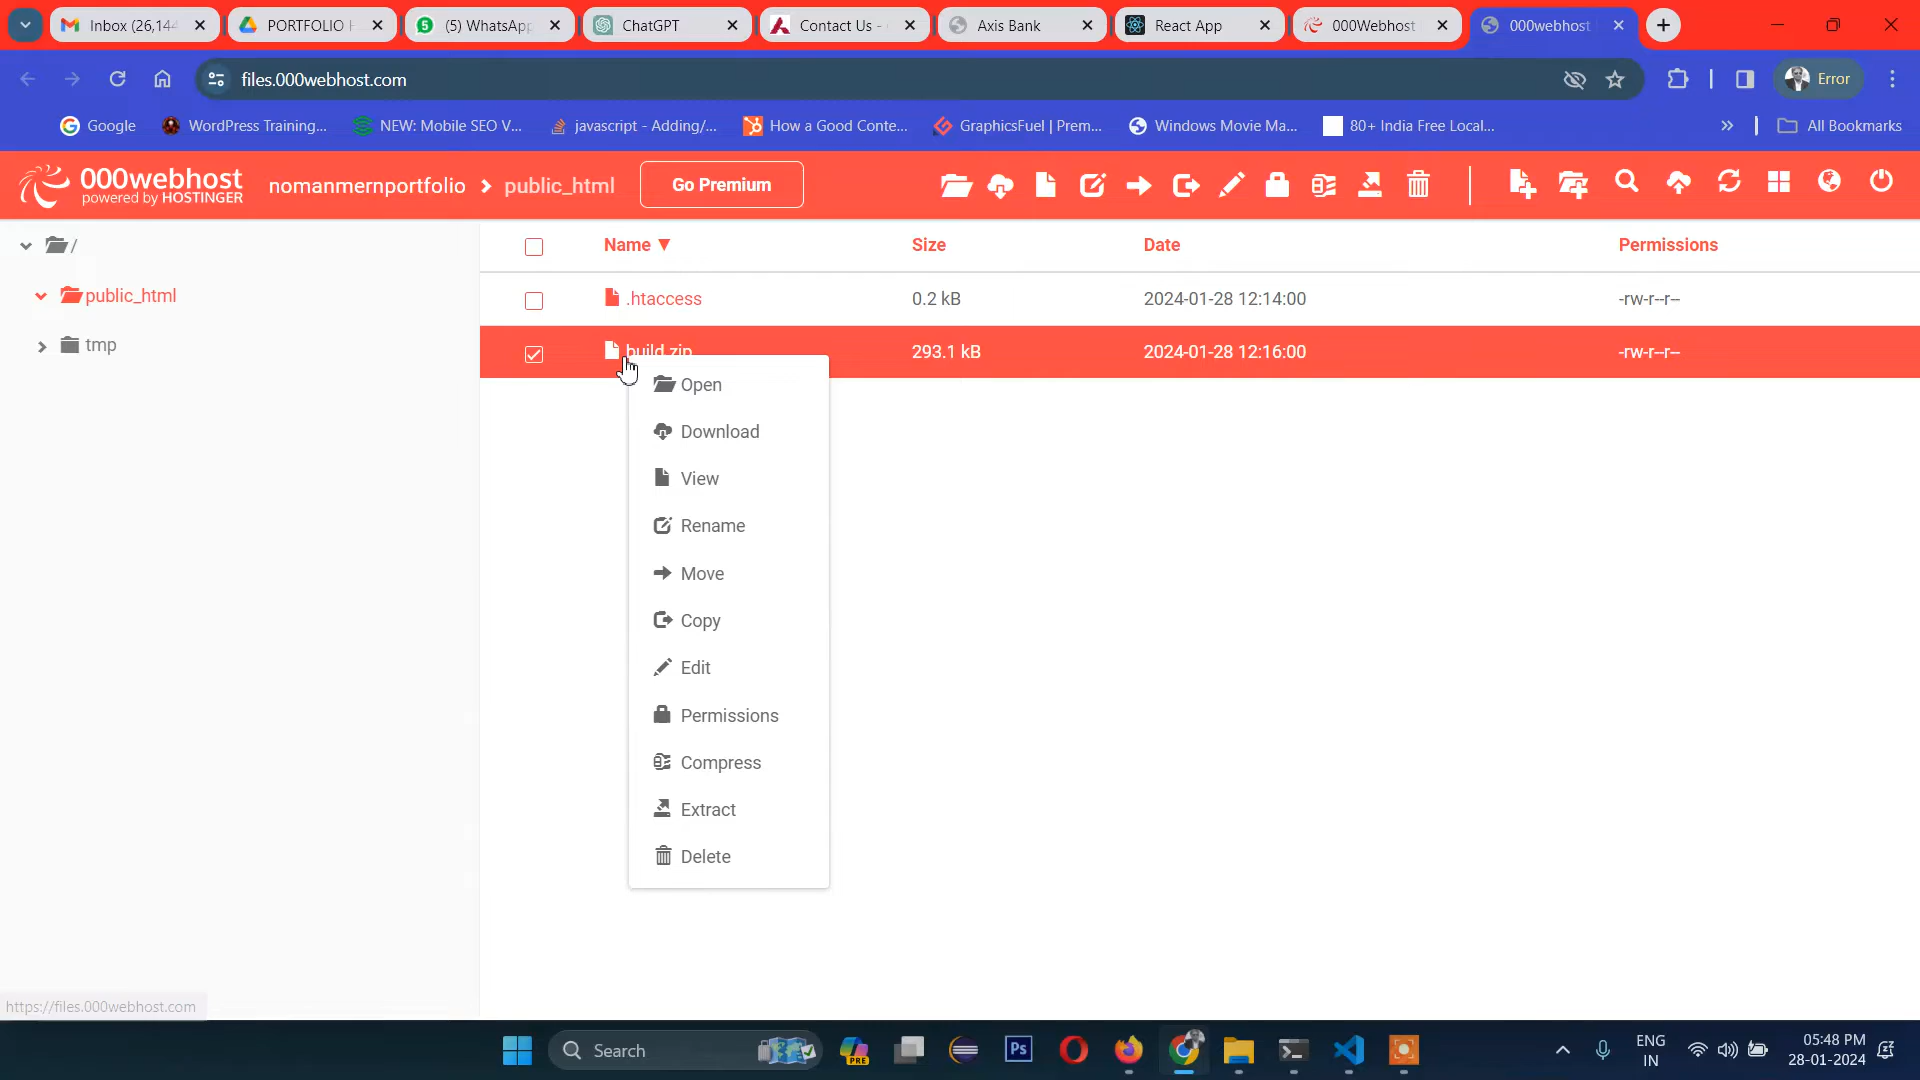 Inbox (26,144
PORTFOLIO
(5) WhatsApp
ChatGPT
Contact Us -
Axis Bank
React App
000Webhost
000webhost
files.000webhost.com
Error
Google
WordPress Training...
NEW: Mobile SEO V...
javascript - Adding/...
How a Good Conte...
GraphicsFuel | Prem...
Windows Movie Ma...
80+ India Free Local...
All Bookmarks
000webhost
powered by HOSTINGER
nomanmernportfolio
public_html
Go Premium
/
public_html
tmp
Name ▼ Size Date Permissions
.htaccess 0.2 kB 2024-01-28 12:14:00 -rw-r--r--
build.zip 293.1 kB 2024-01-28 12:16:00 -rw-r--r--
Open
Download
View
Rename
Move
Copy
Edit
Permissions
Compress
Extract
Delete
https://files.000webhost.com
Search
PRE
Ps
ENG
IN
05:48 PM
28-01-2024